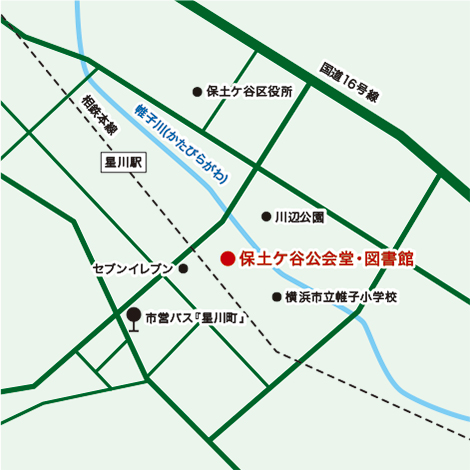 国道16号線
保土ケ谷区役所
相鉄本線
帷子川(かたびらがわ)
星川駅
川辺公園
保土ケ谷公会堂・図書館
セブンイレブン
横浜市立帷子小学校
市営バス『星川町』